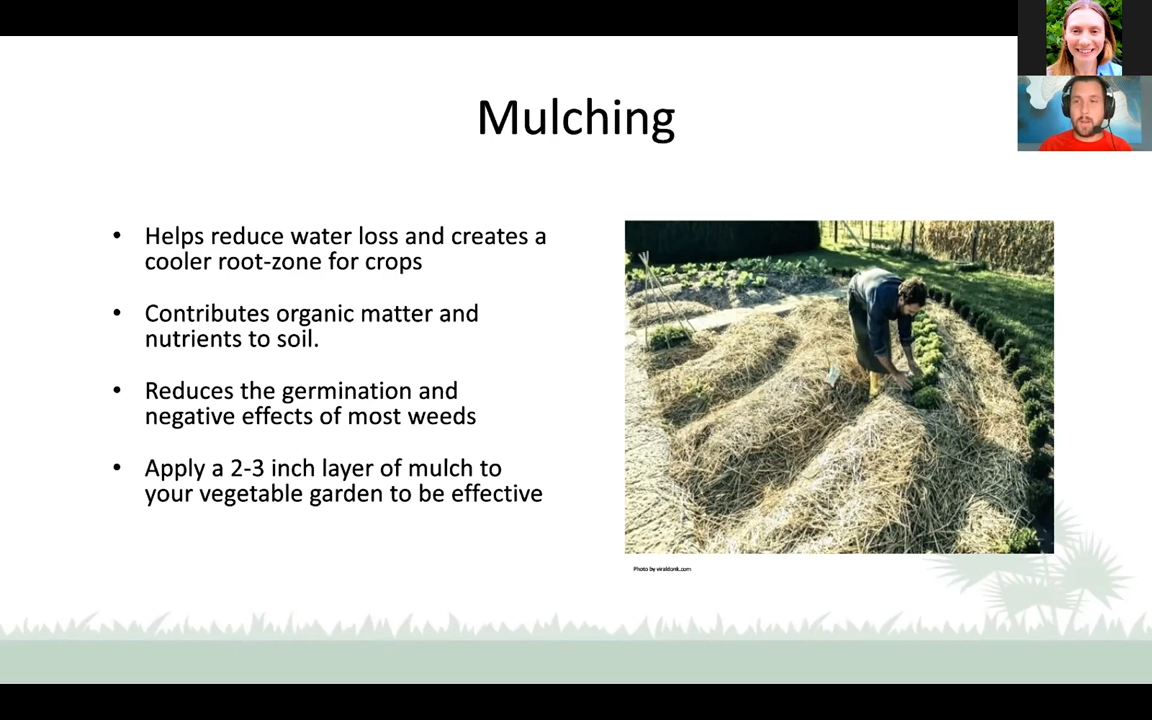 Mulching
• Helps reduce water loss and creates a
cooler root-zone for crops
• Contributes organic matter and
nutrients to soil.
• Reduces the germination and
negative effects of most weeds
• Apply a 2-3 inch layer of mulch to
your vegetable garden to be effective
Photo by viraldonk.com